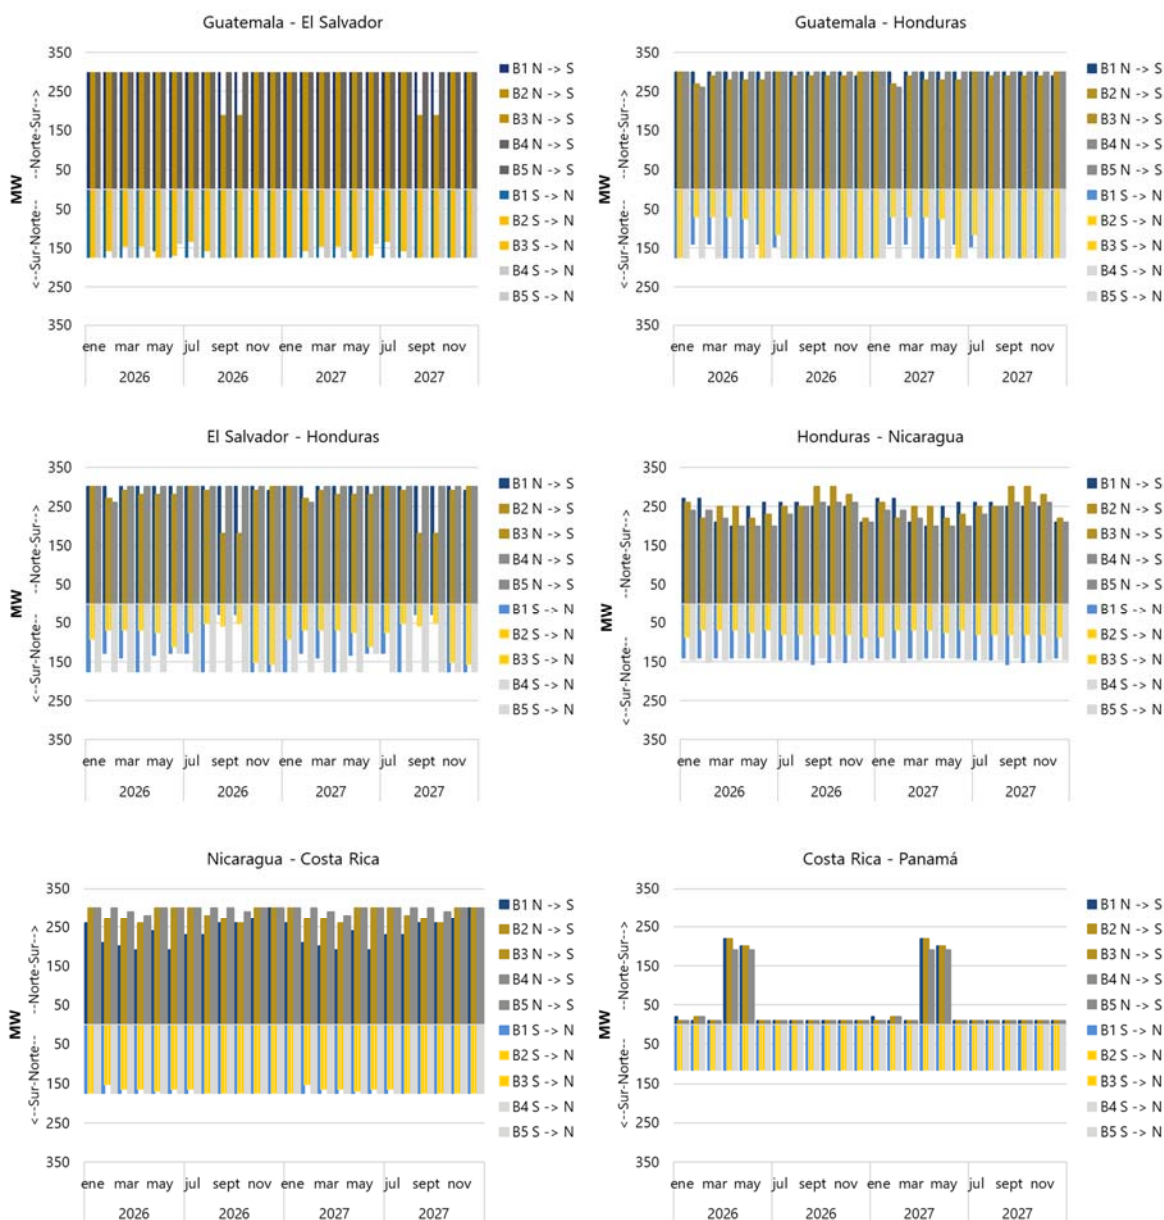 Guatemala - El Salvador
350
250
150
50
50
150
250
350
MW
<--Sur-Norte-- --Norte-Sur-->
ene mar may jul sept nov ene mar may jul sept nov
2026 2026 2027 2027
B1 N -> S
B2 N -> S
B3 N -> S
B4 N -> S
B5 N -> S
B1 S -> N
B2 S -> N
B3 S -> N
B4 S -> N
B5 S -> N
Guatemala - Honduras
350
250
150
50
50
150
250
350
MW
<--Sur-Norte-- --Norte-Sur-->
ene mar may jul sept nov ene mar may jul sept nov
2026 2026 2027 2027
B1 N -> S
B2 N -> S
B3 N -> S
B4 N -> S
B5 N -> S
B1 S -> N
B2 S -> N
B3 S -> N
B4 S -> N
B5 S -> N
El Salvador - Honduras
350
250
150
50
50
150
250
350
MW
<--Sur-Norte-- --Norte-Sur-->
ene mar may jul sept nov ene mar may jul sept nov
2026 2026 2027 2027
B1 N -> S
B2 N -> S
B3 N -> S
B4 N -> S
B5 N -> S
B1 S -> N
B2 S -> N
B3 S -> N
B4 S -> N
B5 S -> N
Honduras - Nicaragua
350
250
150
50
50
150
250
350
MW
<--Sur-Norte-- --Norte-Sur-->
ene mar may jul sept nov ene mar may jul sept nov
2026 2026 2027 2027
B1 N -> S
B2 N -> S
B3 N -> S
B4 N -> S
B5 N -> S
B1 S -> N
B2 S -> N
B3 S -> N
B4 S -> N
B5 S -> N
Nicaragua - Costa Rica
350
250
150
50
50
150
250
350
MW
<--Sur-Norte-- --Norte-Sur-->
ene mar may jul sept nov ene mar may jul sept nov
2026 2026 2027 2027
B1 N -> S
B2 N -> S
B3 N -> S
B4 N -> S
B5 N -> S
B1 S -> N
B2 S -> N
B3 S -> N
B4 S -> N
B5 S -> N
Costa Rica - Panamá
350
250
150
50
50
150
250
350
MW
<--Sur-Norte-- --Norte-Sur-->
ene mar may jul sept nov ene mar may jul sept nov
2026 2026 2027 2027
B1 N -> S
B2 N -> S
B3 N -> S
B4 N -> S
B5 N -> S
B1 S -> N
B2 S -> N
B3 S -> N
B4 S -> N
B5 S -> N